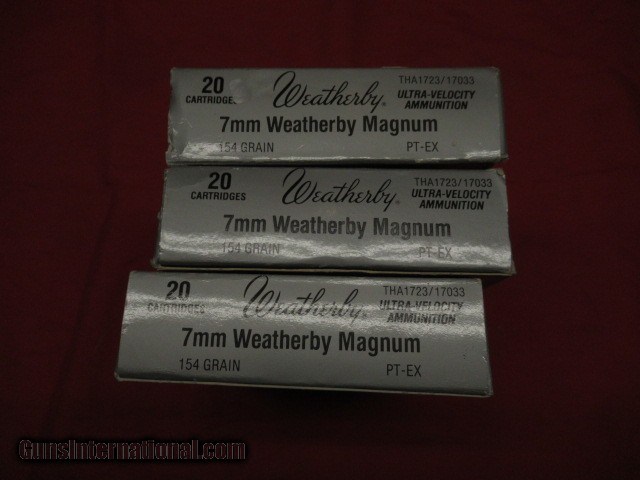 20 Weatherby® THA1723/17033
CARTRIDGES ULTRA-VELOCITY
AMMUNITION
7mm Weatherby Magnum
154 GRAIN PT-EX
20 Weatherby® THA1723/17033
CARTRIDGES ULTRA-VELOCITY
AMMUNITION
7mm Weatherby Magnum
154 GRAIN PT-EX
20 Weatherby® THA1723/17033
CARTRIDGES ULTRA-VELOCITY
AMMUNITION
7mm Weatherby Magnum
154 GRAIN PT-EX
GunsInternational.com